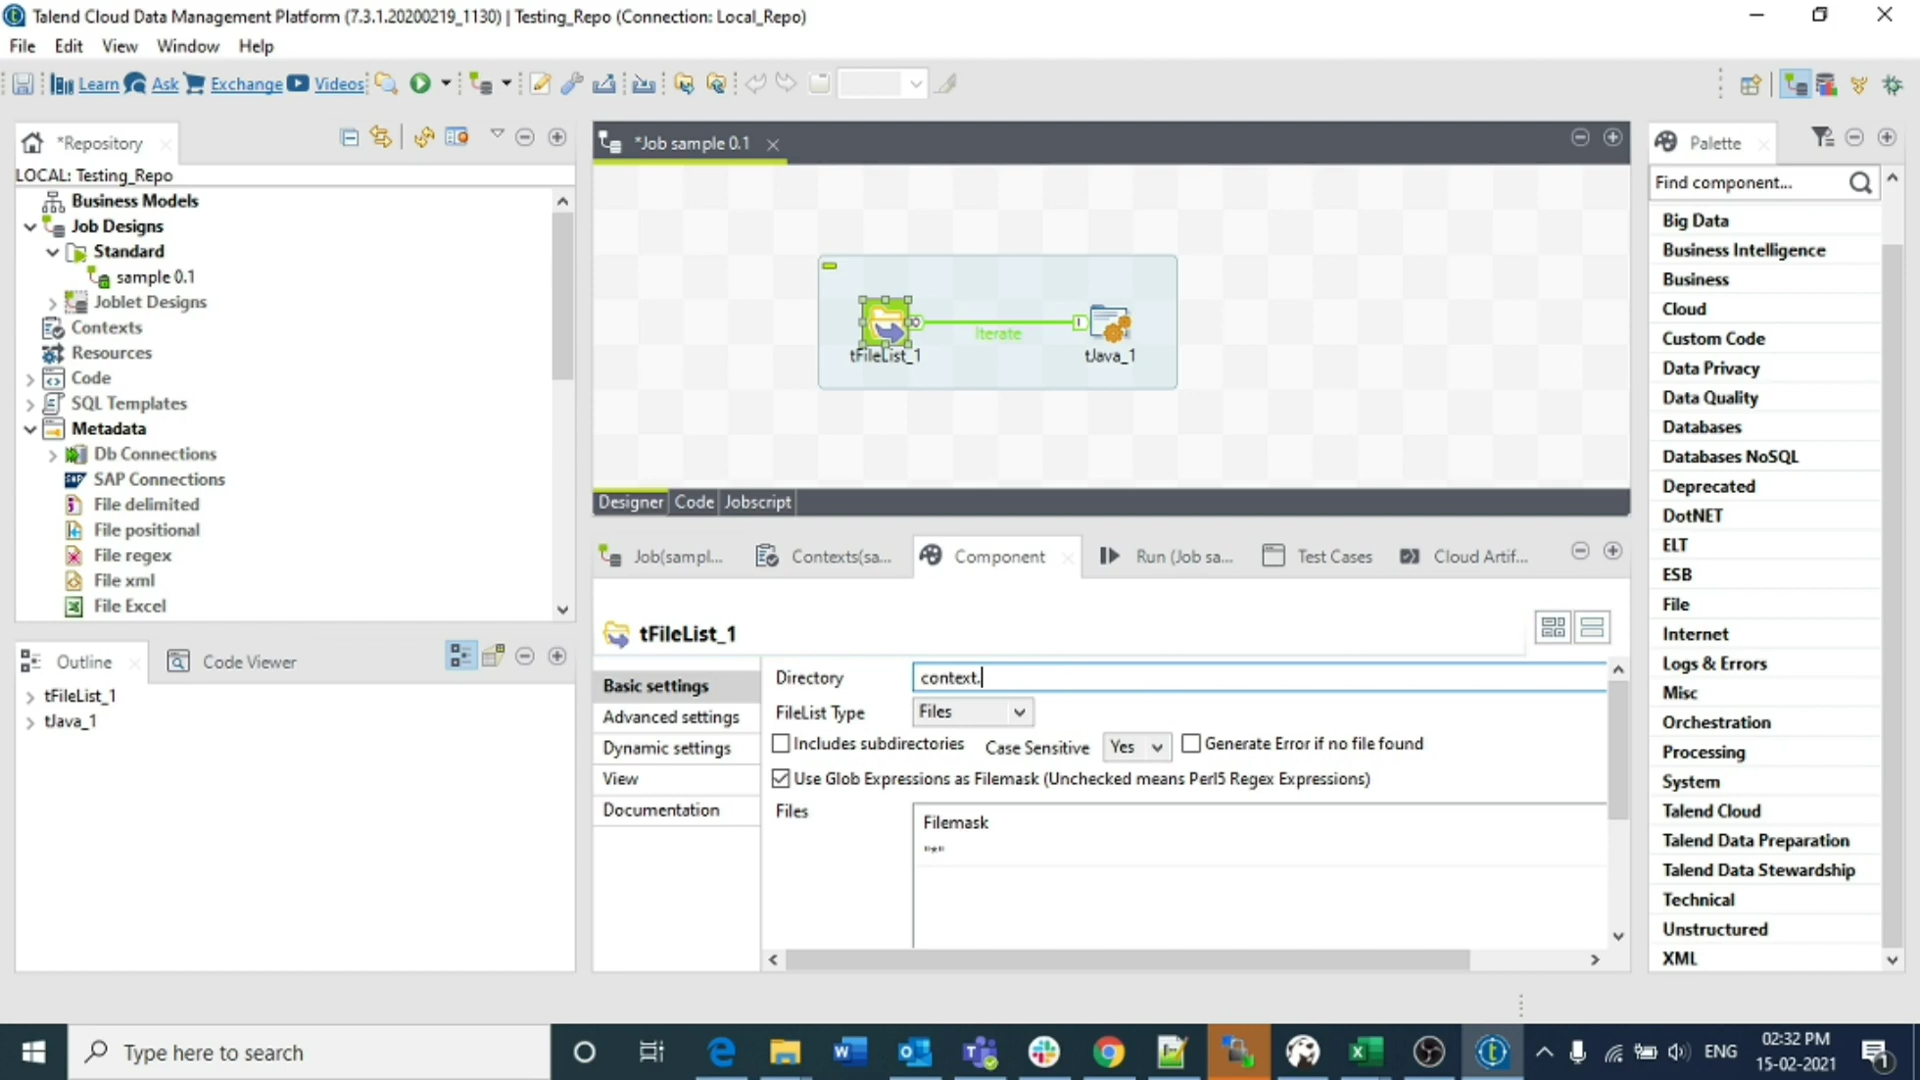 Talend Cloud Data Management Platform (7.3.1.20200219_1130) | Testing_Repo (Connection: Local_Repo)
File Edit View Window Help
Learn Ask Exchange Videos
*Repository
LOCAL: Testing_Repo
Business Models
Job Designs
Standard
sample 0.1
Joblet Designs
Contexts
Resources
Code
SQL Templates
Metadata
Db Connections
SAP Connections
File delimited
File positional
File regex
File xml
File Excel
Outline
Code Viewer
tFileList_1
tJava_1
*Job sample 0.1
Iterate
tFileList_1
tJava_1
Designer Code Jobscript
Job(sampl... Contexts(sa... Component Run (Job sa... Test Cases Cloud Artif...
tFileList_1
Basic settings
Advanced settings
Dynamic settings
View
Documentation
Directory context.
FileList Type Files
Includes subdirectories Case Sensitive Yes Generate Error if no file found
Use Glob Expressions as Filemask (Unchecked means Perl5 Regex Expressions)
Files
Filemask
"*"
Palette
Find component...
Big Data
Business Intelligence
Business
Cloud
Custom Code
Data Privacy
Data Quality
Databases
Databases NoSQL
Deprecated
DotNET
ELT
ESB
File
Internet
Logs & Errors
Misc
Orchestration
Processing
System
Talend Cloud
Talend Data Preparation
Talend Data Stewardship
Technical
Unstructured
XML
Type here to search
ENG
02:32 PM
15-02-2021
1